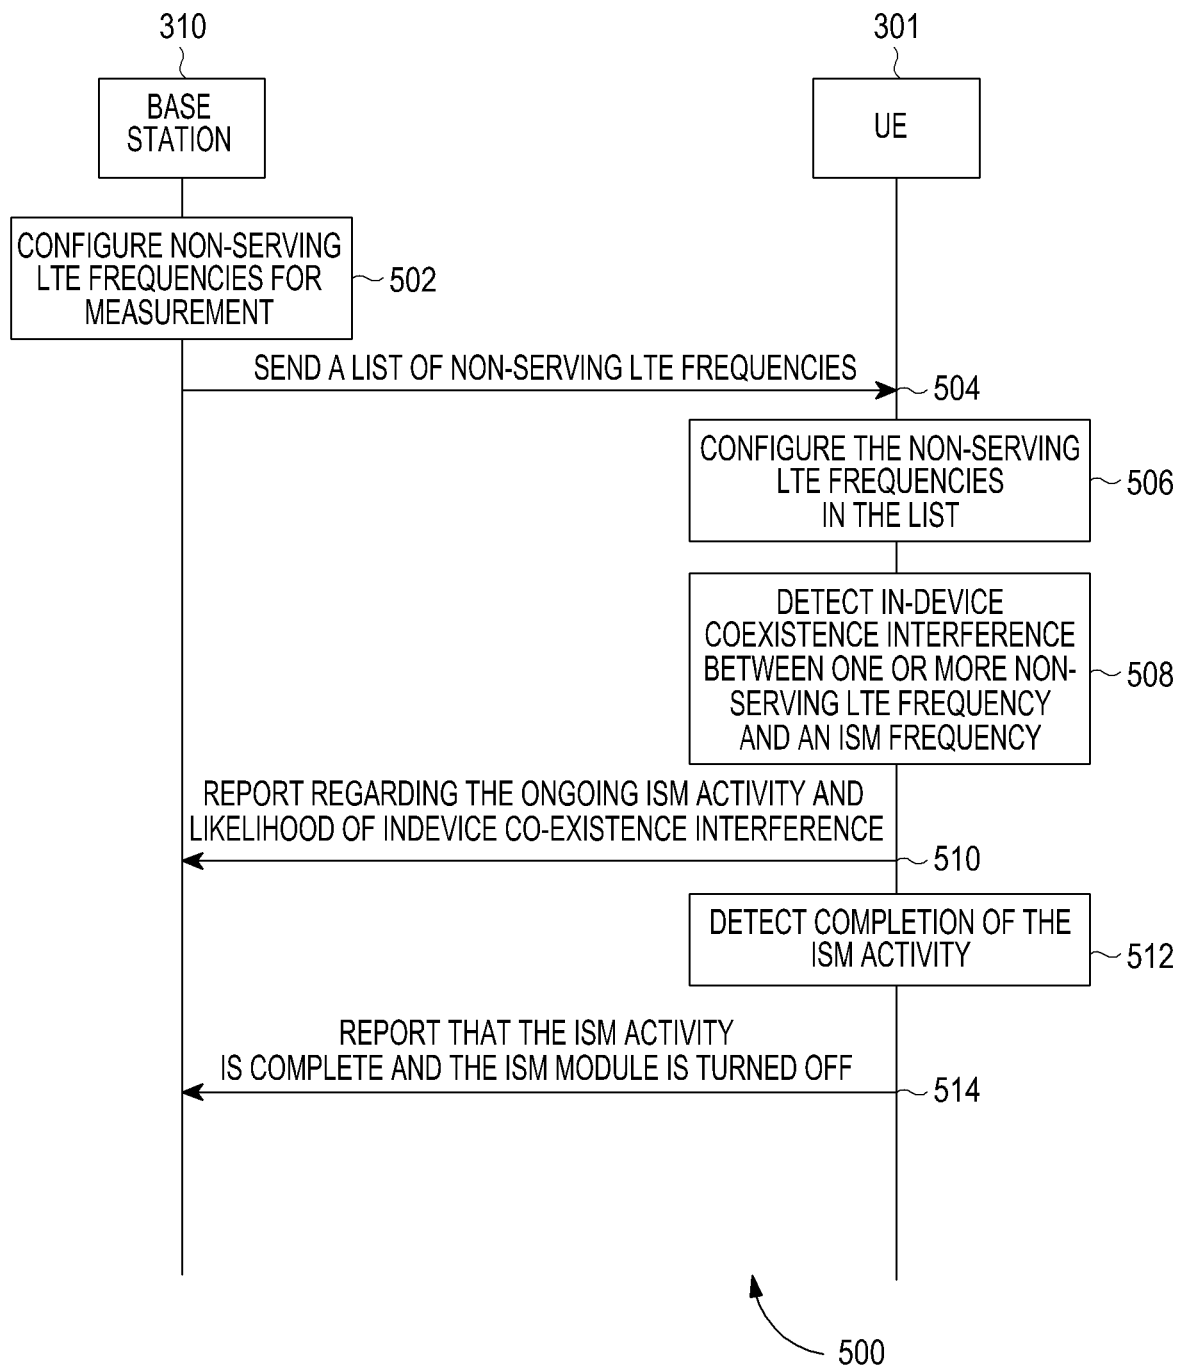 310
301
BASE
STATION
UE
CONFIGURE NON-SERVING
LTE FREQUENCIES FOR
MEASUREMENT
502
SEND A LIST OF NON-SERVING LTE FREQUENCIES
504
CONFIGURE THE NON-SERVING
LTE FREQUENCIES
IN THE LIST
506
DETECT IN-DEVICE
COEXISTENCE INTERFERENCE
BETWEEN ONE OR MORE NON-
SERVING LTE FREQUENCY
AND AN ISM FREQUENCY
508
REPORT REGARDING THE ONGOING ISM ACTIVITY AND
LIKELIHOOD OF INDEVICE CO-EXISTENCE INTERFERENCE
510
DETECT COMPLETION OF THE
ISM ACTIVITY
512
REPORT THAT THE ISM ACTIVITY
IS COMPLETE AND THE ISM MODULE IS TURNED OFF
514
500